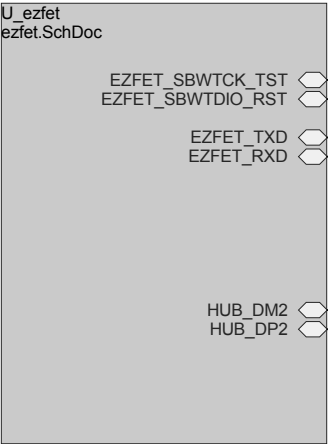 U_ezfet
ezfet.SchDoc
EZFET_SBWTCK_TST
EZFET_SBWTDIO_RST
EZFET_TXD
EZFET_RXD
HUB_DM2
HUB_DP2